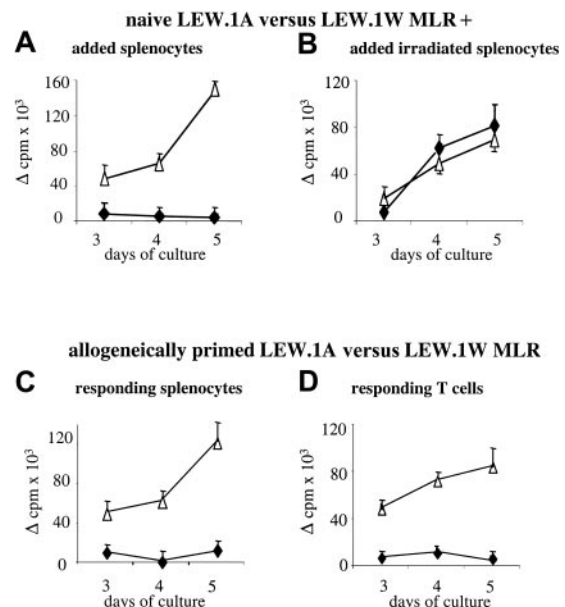 naive LEW.1A versus LEW.1W MLR+
A added splenocytes
B added irradiated splenocytes
Δ cpm x 10³
160
120
80
40
0
3 4 5
days of culture
Δ cpm x 10³
120
80
40
0
3 4 5
days of culture
allogeneically primed LEW.1A versus LEW.1W MLR
C responding splenocytes
D responding T cells
Δ cpm x 10³
120
80
40
0
3 4 5
days of culture
Δ cpm x 10³
120
80
40
0
3 4 5
days of culture